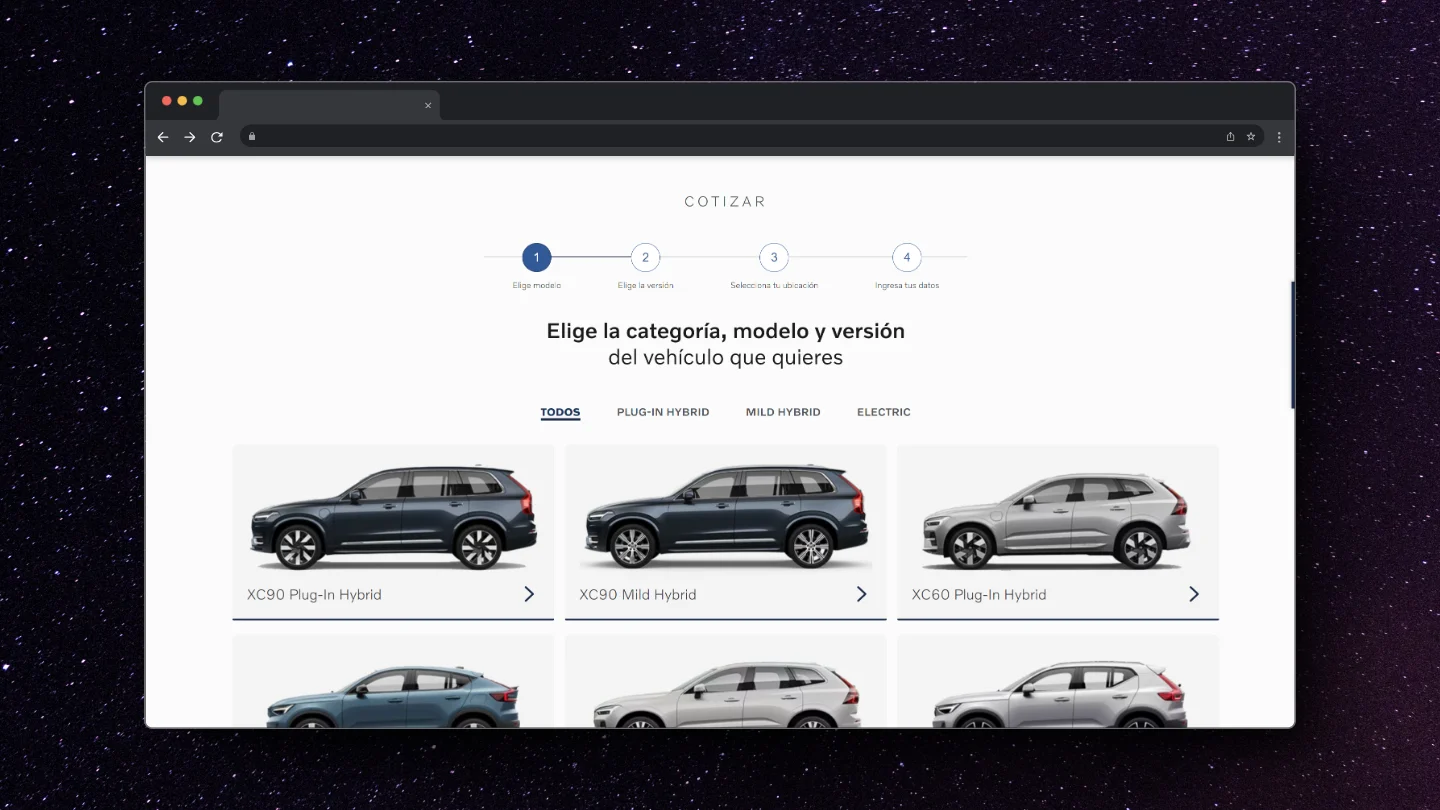 COTIZAR
1
2
3
4
Elige modelo
Elige la versión
Selecciona tu ubicación
Ingresa tus datos
Elige la categoría, modelo y versión
del vehículo que quieres
TODOS
PLUG-IN HYBRID
MILD HYBRID
ELECTRIC
XC90 Plug-In Hybrid
XC90 Mild Hybrid
XC60 Plug-In Hybrid